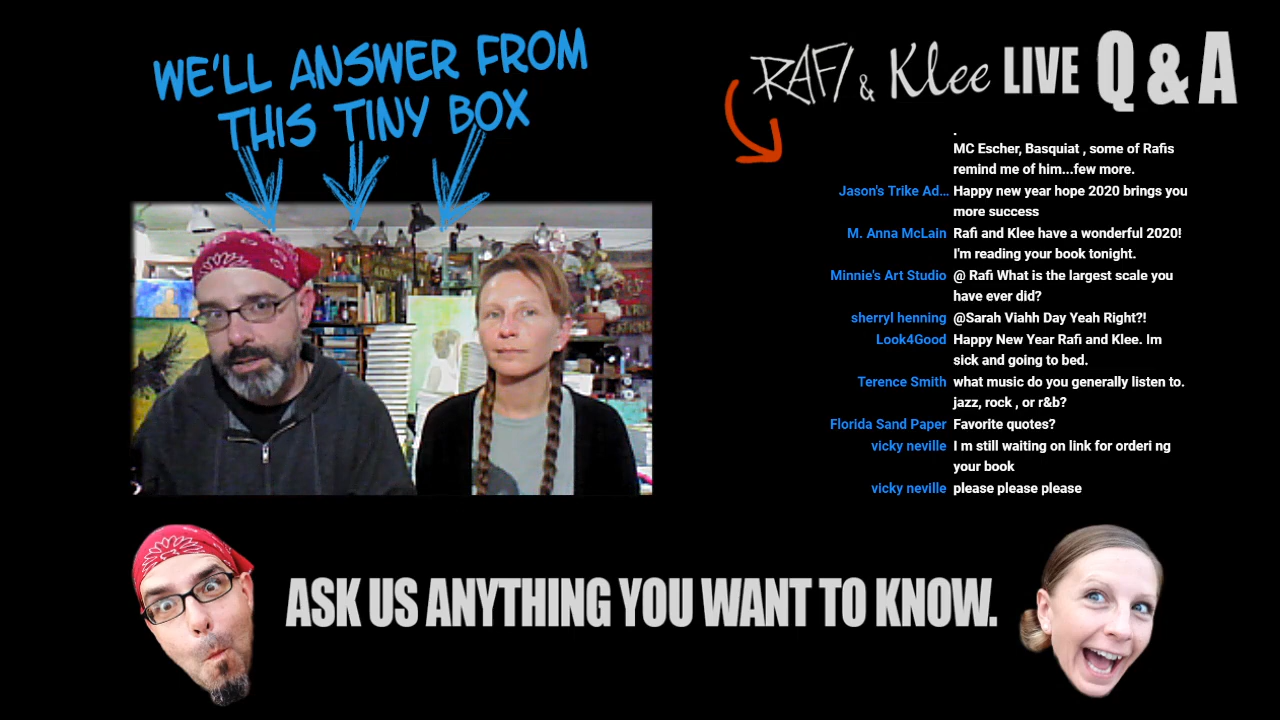 WE'LL ANSWER FROM
THIS TINY BOX
RAFI & Klee LIVE Q & A
.
MC Escher, Basquiat , some of Rafis
remind me of him...few more.
Jason's Trike Ad... Happy new year hope 2020 brings you
more success
M. Anna McLain Rafi and Klee have a wonderful 2020!
I'm reading your book tonight.
Minnie's Art Studio @ Rafi What is the largest scale you
have ever did?
sherryl henning @Sarah Viahh Day Yeah Right?!
Look4Good Happy New Year Rafi and Klee. Im
sick and going to bed.
Terence Smith what music do you generally listen to.
jazz, rock , or r&b?
Florida Sand Paper Favorite quotes?
vicky neville I m still waiting on link for orderi ng
your book
vicky neville please please please
ASK US ANYTHING YOU WANT TO KNOW.